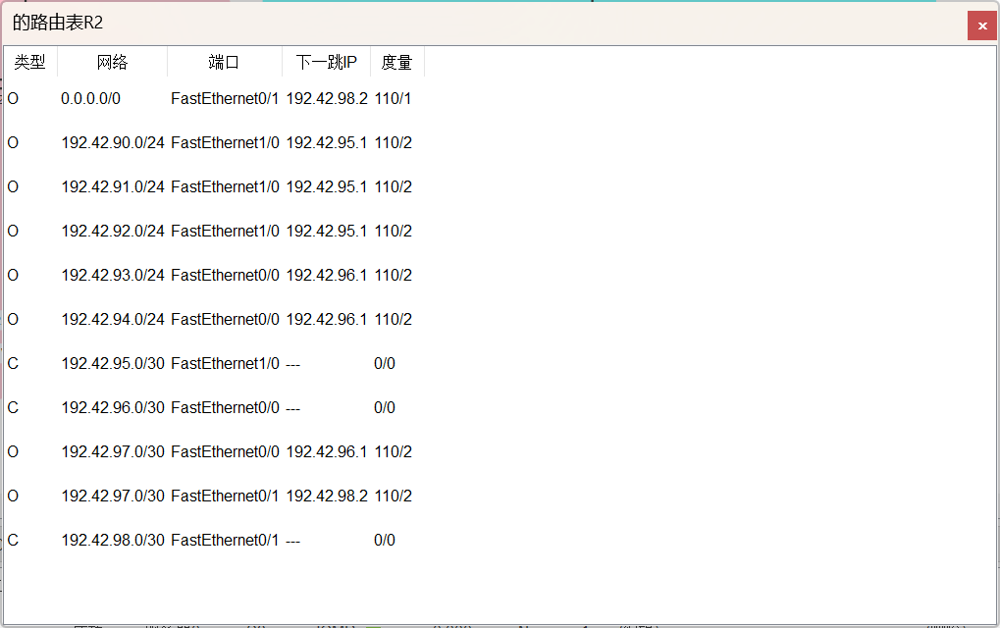 的路由表R2
类型 网络 端口 下一跳IP 度量
O 0.0.0.0/0 FastEthernet0/1 192.42.98.2 110/1
O 192.42.90.0/24 FastEthernet1/0 192.42.95.1 110/2
O 192.42.91.0/24 FastEthernet1/0 192.42.95.1 110/2
O 192.42.92.0/24 FastEthernet1/0 192.42.95.1 110/2
O 192.42.93.0/24 FastEthernet0/0 192.42.96.1 110/2
O 192.42.94.0/24 FastEthernet0/0 192.42.96.1 110/2
C 192.42.95.0/30 FastEthernet1/0 --- 0/0
C 192.42.96.0/30 FastEthernet0/0 --- 0/0
O 192.42.97.0/30 FastEthernet0/0 192.42.96.1 110/2
O 192.42.97.0/30 FastEthernet0/1 192.42.98.2 110/2
C 192.42.98.0/30 FastEthernet0/1 --- 0/0